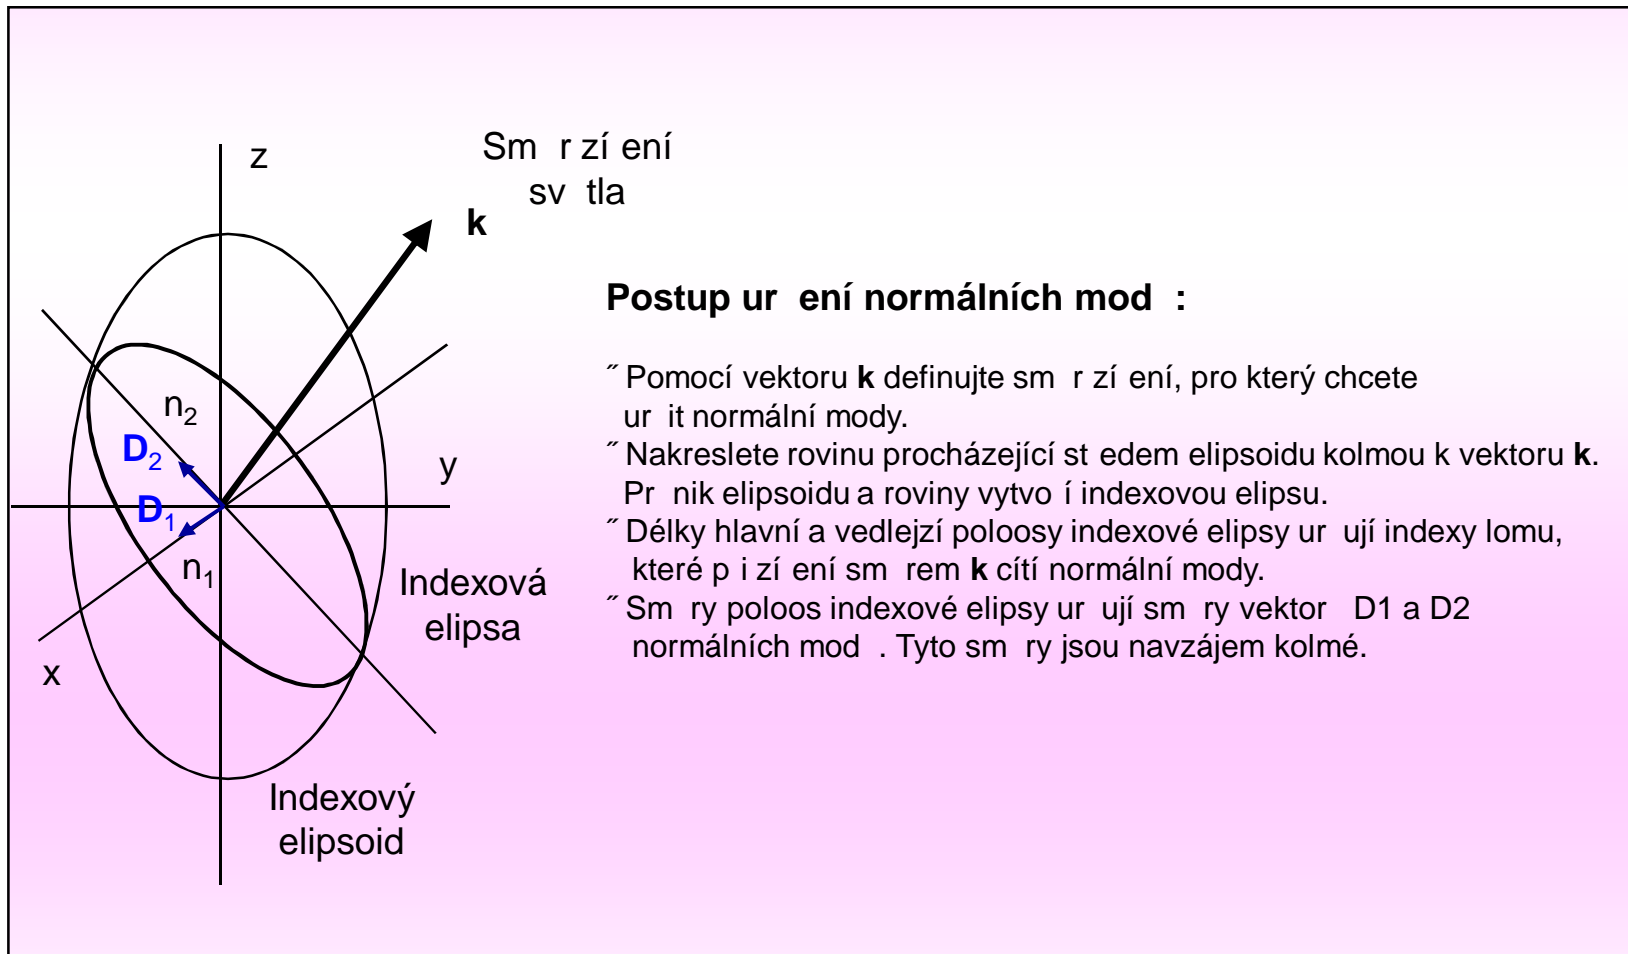 Sm r zí ení
sv tla
z
k
Postup ur ení normálních mod :
˝ Pomocí vektoru k definujte sm r zí ení, pro který chcete
ur it normální mody.
˝ Nakreslete rovinu procházející st edem elipsoidu kolmou k vektoru k.
Pr nik elipsoidu a roviny vytvo í indexovou elipsu.
˝ Délky hlavní a vedlejzí poloosy indexové elipsy ur ují indexy lomu,
které p i zí ení sm rem k cítí normální mody.
˝ Sm ry poloos indexové elipsy ur ují sm ry vektor D1 a D2
normálních mod . Tyto sm ry jsou navzájem kolmé.
n2
D2
y
D1
n1
Indexová
elipsa
x
Indexový
elipsoid